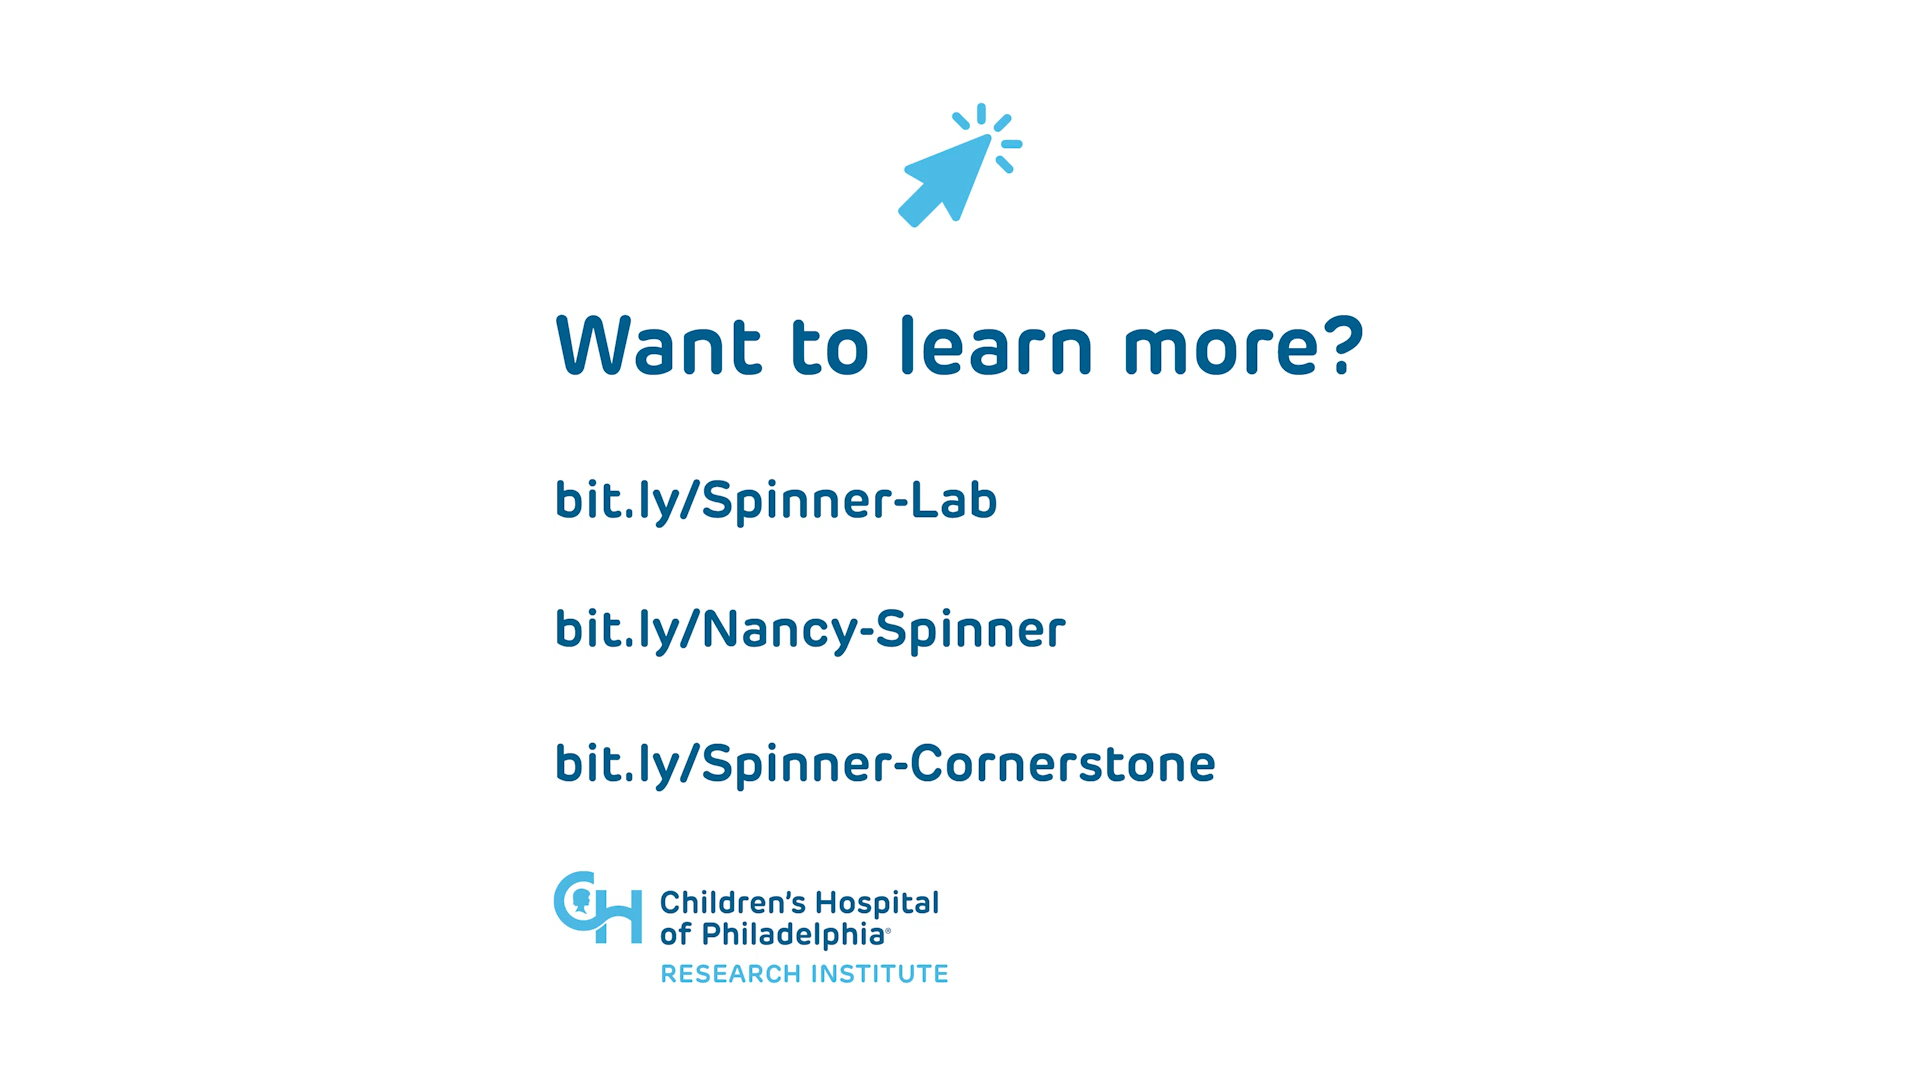 Want to learn more?
bit.ly/Spinner-Lab
bit.ly/Nancy-Spinner
bit.ly/Spinner-Cornerstone
CH
Children's Hospital
of Philadelphia®
RESEARCH INSTITUTE